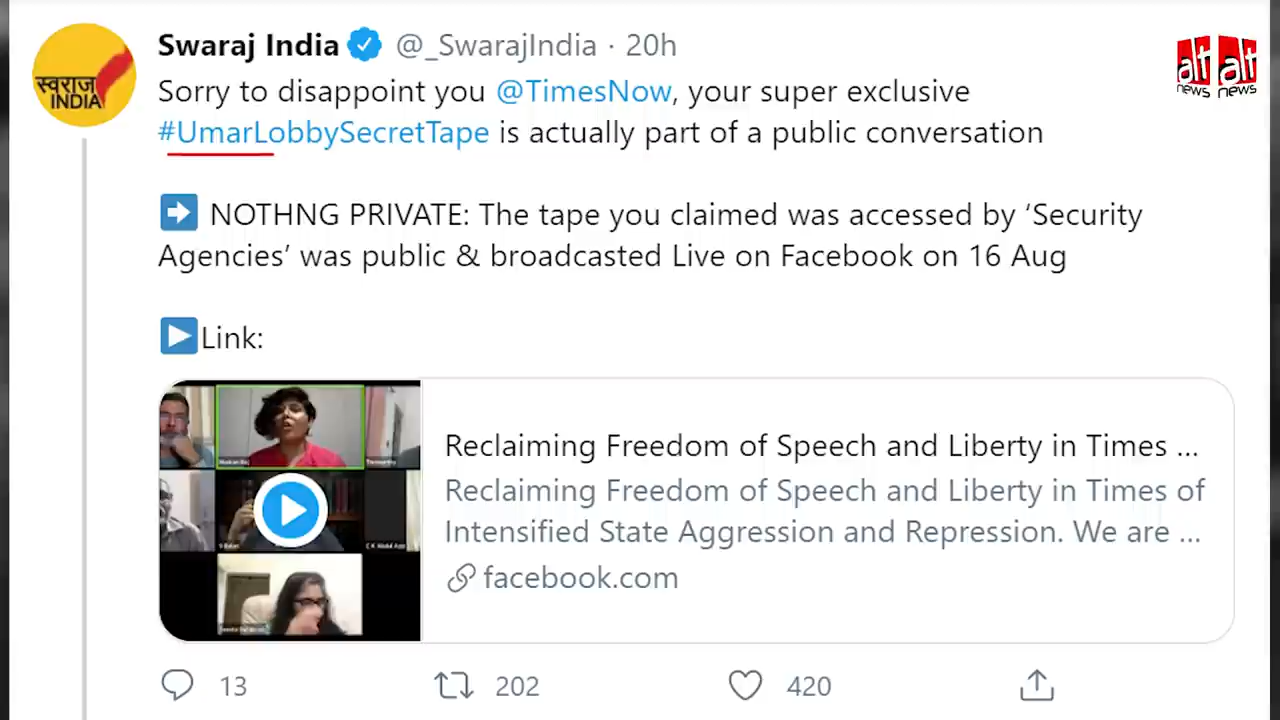 Swaraj India @_SwarajIndia · 20h
स्वराज
INDIA
alt alt
news news
Sorry to disappoint you @TimesNow, your super exclusive
#UmarLobbySecretTape is actually part of a public conversation
NOTHNG PRIVATE: The tape you claimed was accessed by ‘Security
Agencies’ was public & broadcasted Live on Facebook on 16 Aug
Link:
Reclaiming Freedom of Speech and Liberty in Times ...
Reclaiming Freedom of Speech and Liberty in Times of
Intensified State Aggression and Repression. We are ...
facebook.com
13 202 420